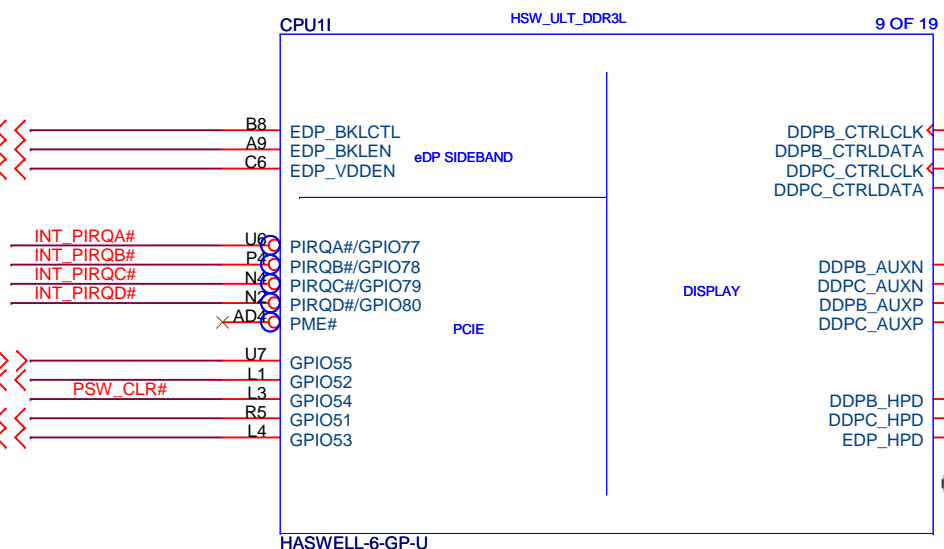 HSW_ULT_DDR3L
CPU1I
9 OF 19
B8 EDP_BKLCTL
A9 EDP_BKLEN
C6 EDP_VDDEN
eDP SIDEBAND
DDPB_CTRLCLK
DDPB_CTRLDATA
DDPC_CTRLCLK
DDPC_CTRLDATA
INT_PIRQA# U6 PIRQA#/GPIO77
INT_PIRQB# P4 PIRQB#/GPIO78
INT_PIRQC# N4 PIRQC#/GPIO79
INT_PIRQD# N2 PIRQD#/GPIO80
AD4 PME#
PCIE
DISPLAY
DDPB_AUXN
DDPC_AUXN
DDPB_AUXP
DDPC_AUXP
U7 GPIO55
L1 GPIO52
PSW_CLR# L3 GPIO54
R5 GPIO51
L4 GPIO53
DDPB_HPD
DDPC_HPD
EDP_HPD
HASWELL-6-GP-U